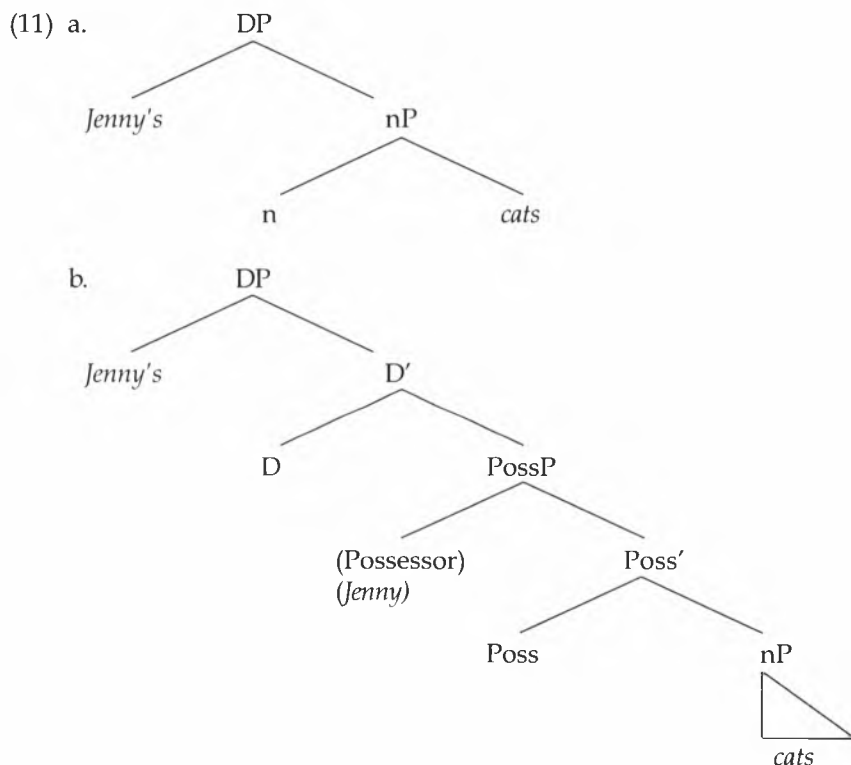 (11) a. DP
Jenny's nP
n cats
b. DP
Jenny's D'
D PossP
(Possessor) Poss'
(Jenny)
Poss nP
cats